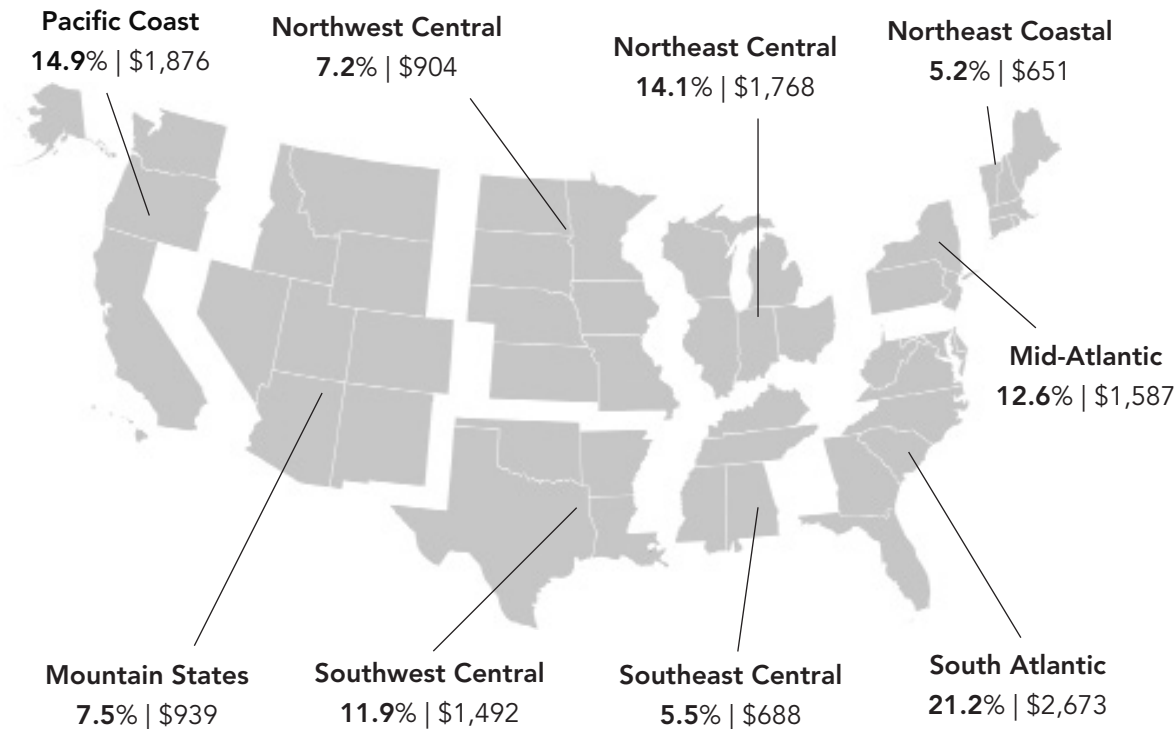 Pacific Coast
14.9% | $1,876
Northwest Central
7.2% | $904
Northeast Central
14.1% | $1,768
Northeast Coastal
5.2% | $651
Mid-Atlantic
12.6% | $1,587
Mountain States
7.5% | $939
Southwest Central
11.9% | $1,492
Southeast Central
5.5% | $688
South Atlantic
21.2% | $2,673